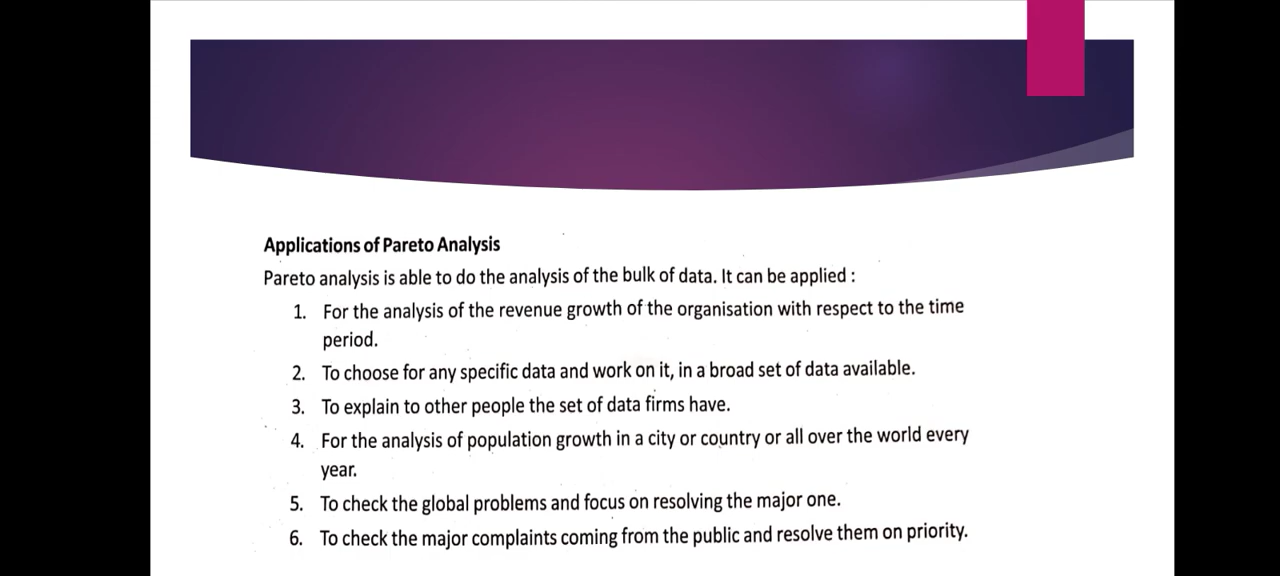 Applications of Pareto Analysis
Pareto analysis is able to do the analysis of the bulk of data. It can be applied :
1. For the analysis of the revenue growth of the organisation with respect to the time
period.
2. To choose for any specific data and work on it, in a broad set of data available.
3. To explain to other people the set of data firms have.
4. For the analysis of population growth in a city or country or all over the world every
year.
5. To check the global problems and focus on resolving the major one.
6. To check the major complaints coming from the public and resolve them on priority.